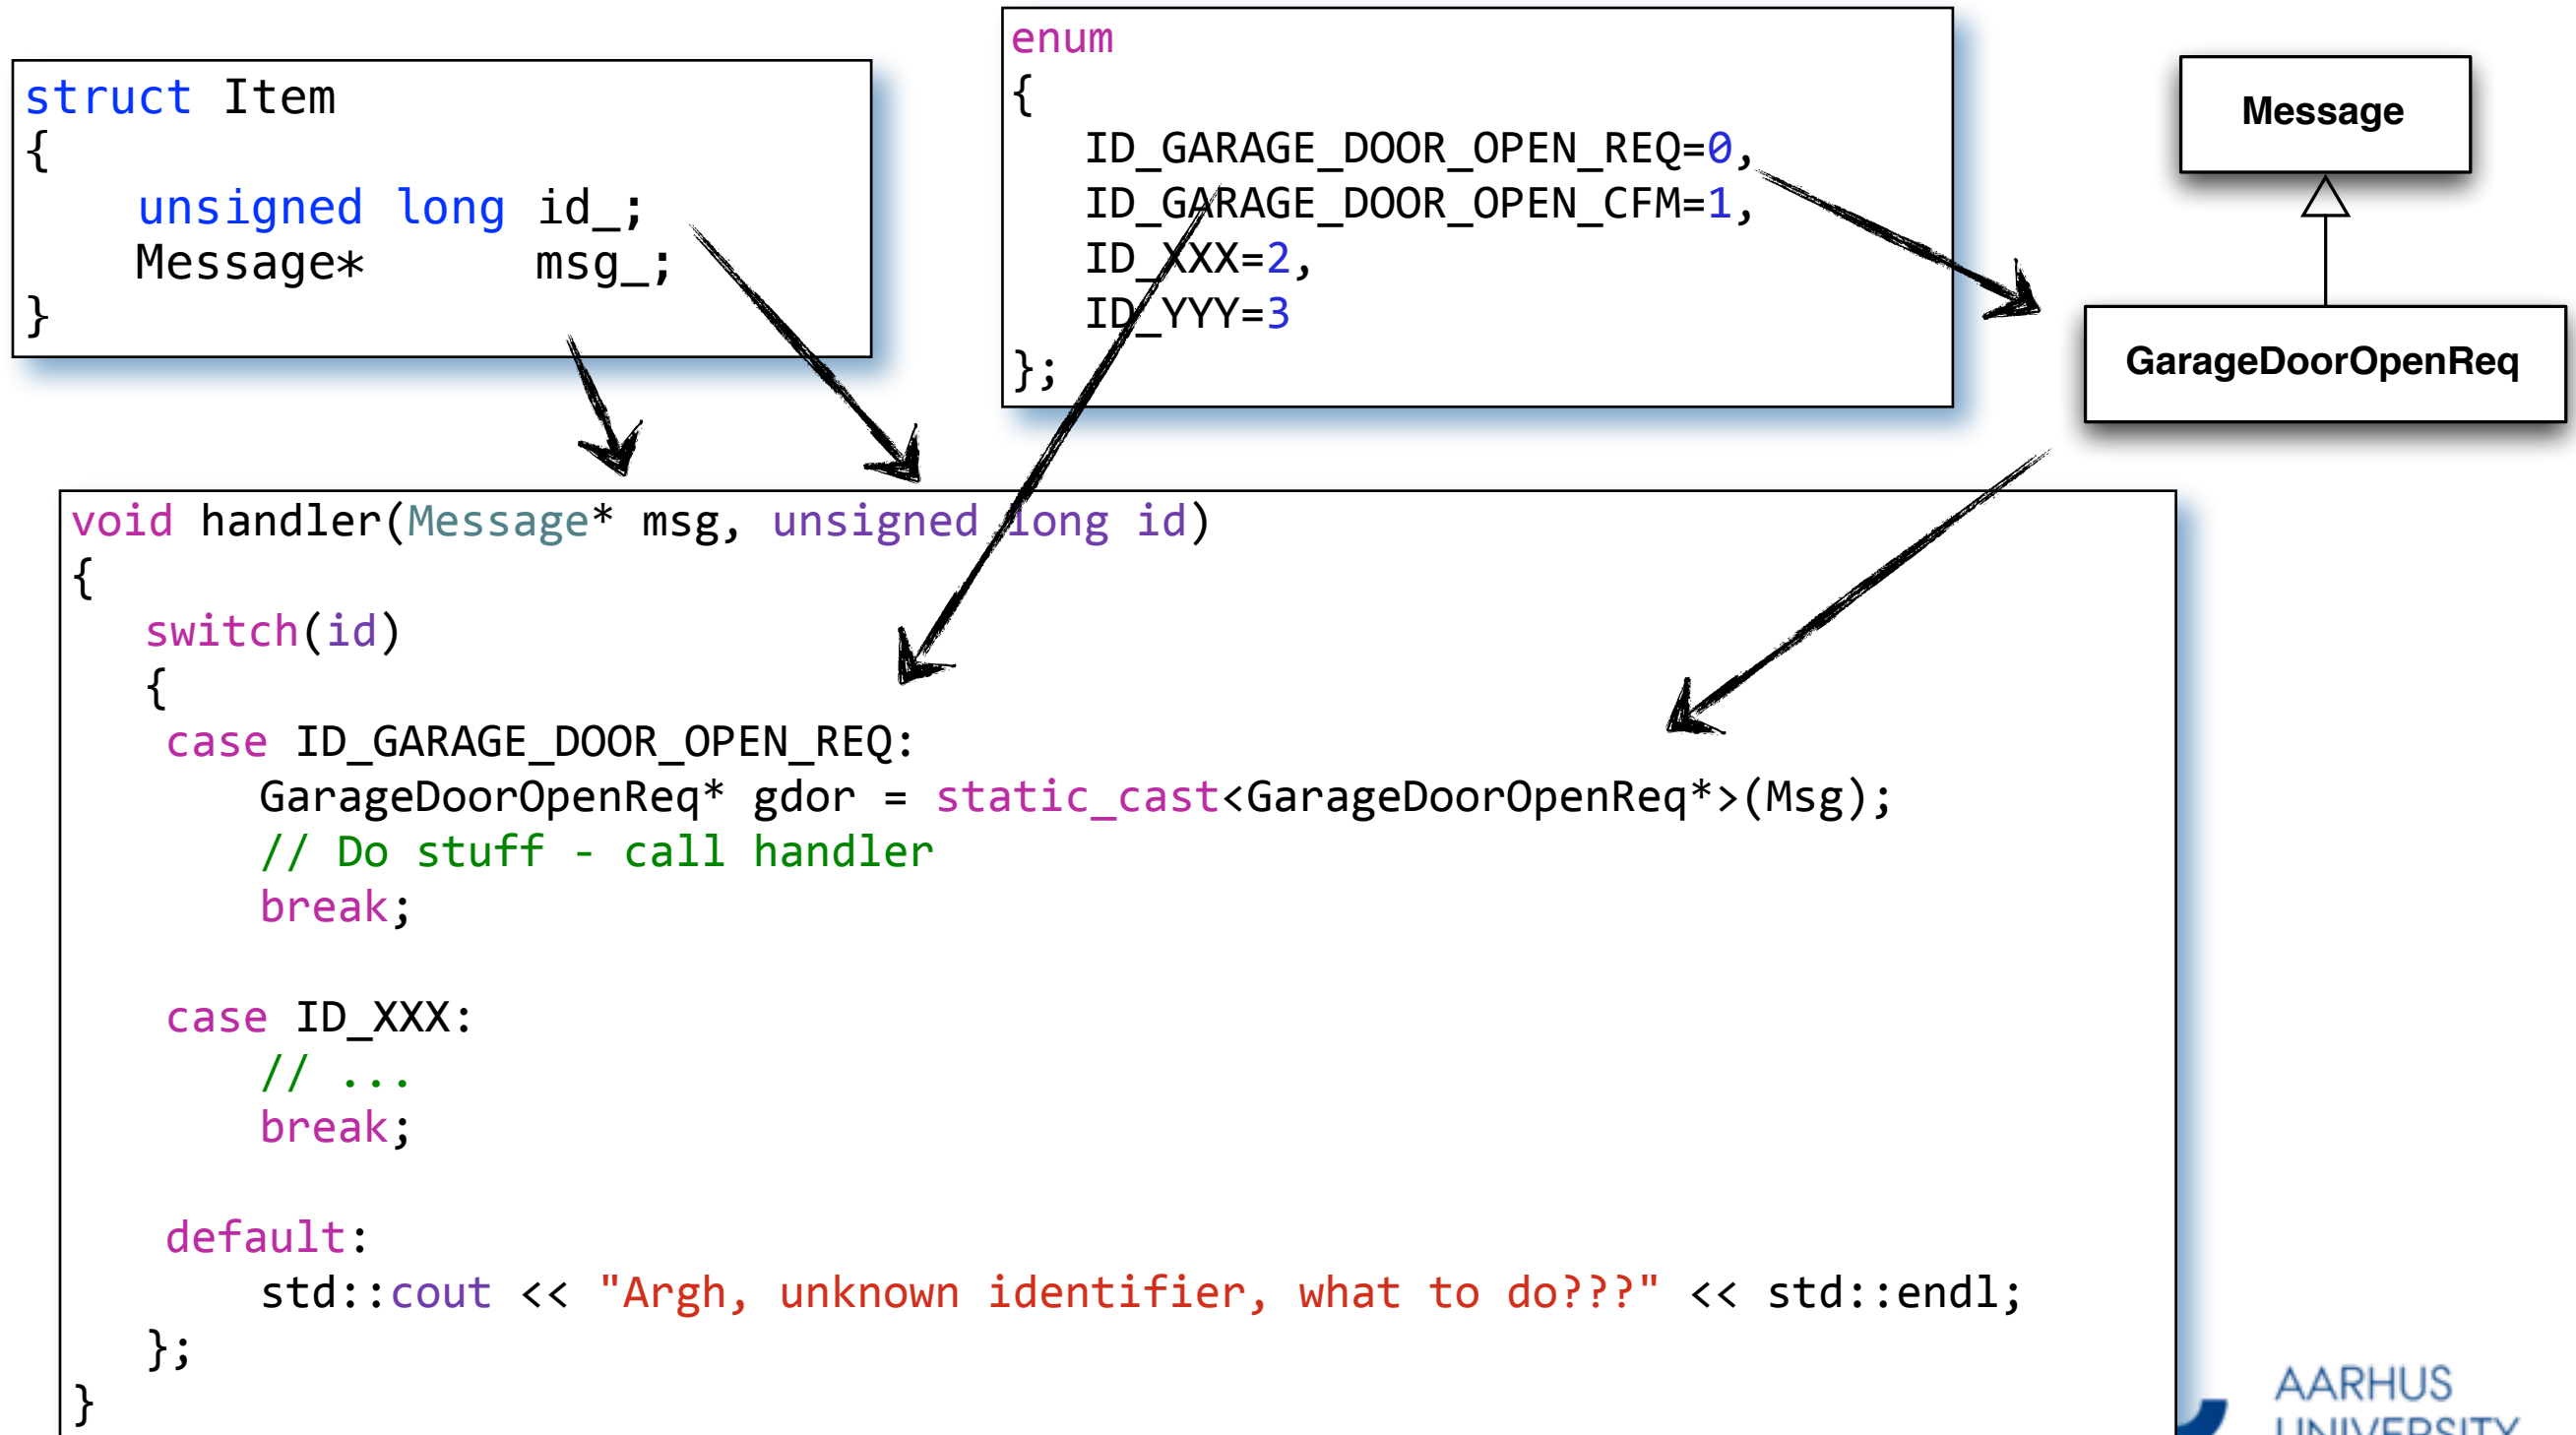 struct Item
{
    unsigned long id_;
    Message*      msg_;
}
enum
{
   ID_GARAGE_DOOR_OPEN_REQ=0,
   ID_GARAGE_DOOR_OPEN_CFM=1,
   ID_XXX=2,
   ID_YYY=3
};
Message
GarageDoorOpenReq
void handler(Message* msg, unsigned long id)
{
   switch(id)
   {
    case ID_GARAGE_DOOR_OPEN_REQ:
        GarageDoorOpenReq* gdor = static_cast<GarageDoorOpenReq*>(Msg);
        // Do stuff - call handler
        break;
    case ID_XXX:
        // ...
        break;
    default:
        std::cout << "Argh, unknown identifier, what to do???" << std::endl;
   };
}
AARHUS
UNIVERSITY